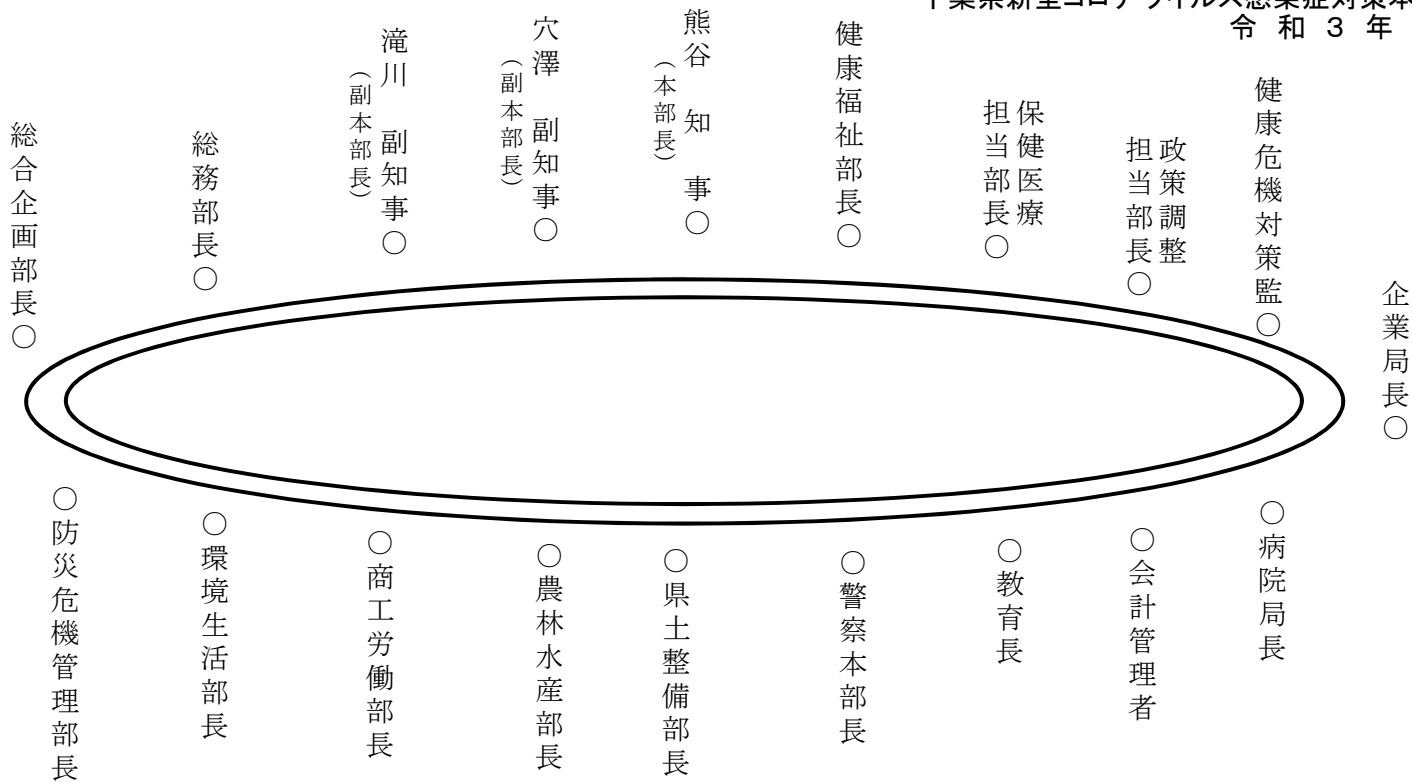 千葉県新型コロナウイルス感染症対策本
令和3年
企業局長○
健康危機対策監○
政策調整
担当部長○
保健医療
担当部長○
健康福祉部長○
熊谷 知 事○
（本部長）
穴澤 副知事○
（副本部長）
滝川 副知事○
（副本部長）
総務部長○
総合企画部長○
○病院局長
○会計管理者
○教育長
○警察本部長
○県土整備部長
○農林水産部長
○商工労働部長
○環境生活部長
○防災危機管理部長